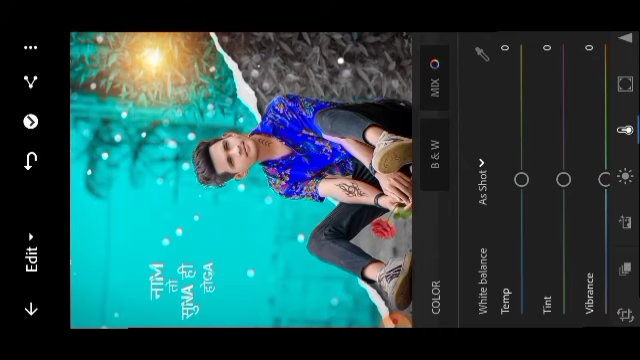 Edit
नाम
तो
सुNA ही
होGA
COLOR
B & W
MIX
White balance
As Shot
Temp
0
Tint
0
Vibrance
0